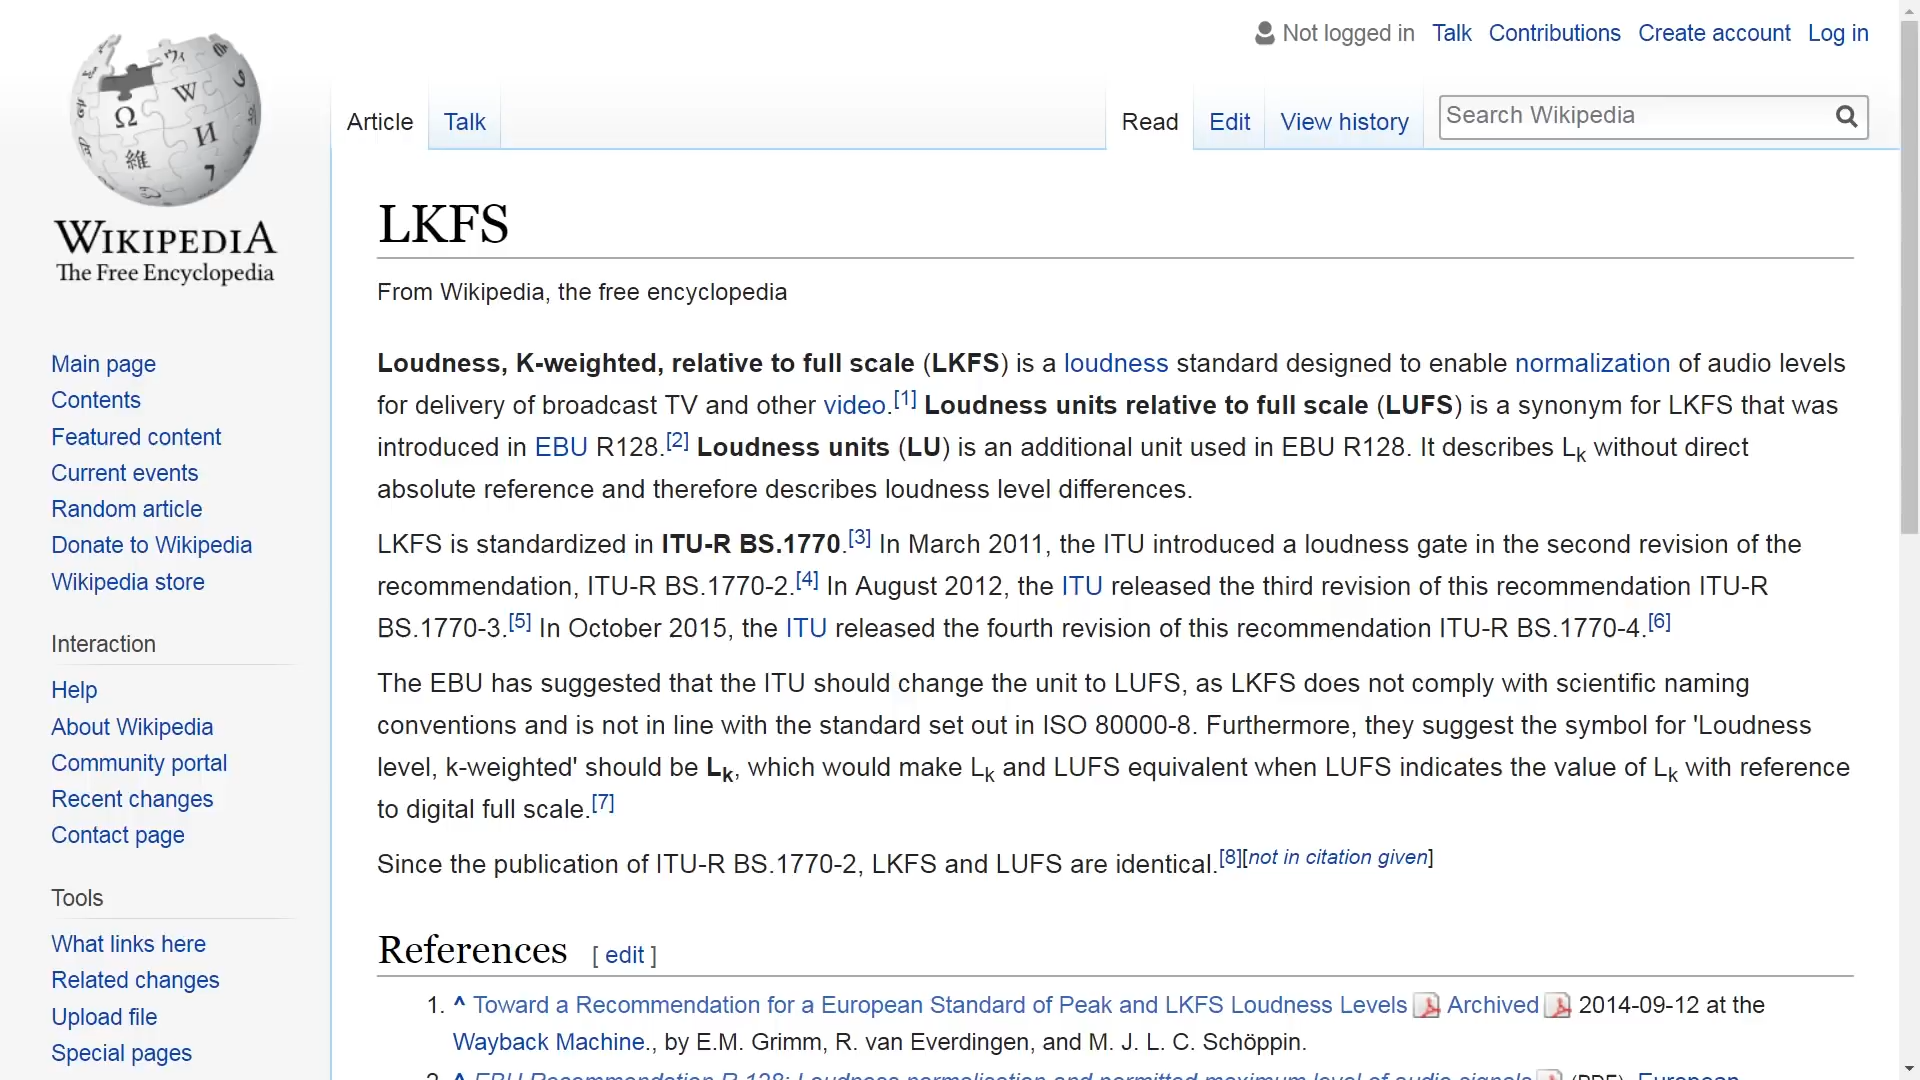 Not logged in Talk Contributions Create account Log in
Article Talk Read Edit View history Search Wikipedia
WIKIPEDIA
The Free Encyclopedia
Main page
Contents
Featured content
Current events
Random article
Donate to Wikipedia
Wikipedia store
Interaction
Help
About Wikipedia
Community portal
Recent changes
Contact page
Tools
What links here
Related changes
Upload file
Special pages
LKFS
From Wikipedia, the free encyclopedia
Loudness, K-weighted, relative to full scale (LKFS) is a loudness standard designed to enable normalization of audio levels
for delivery of broadcast TV and other video.[1] Loudness units relative to full scale (LUFS) is a synonym for LKFS that was
introduced in EBU R128.[2] Loudness units (LU) is an additional unit used in EBU R128. It describes Lk without direct
absolute reference and therefore describes loudness level differences.
LKFS is standardized in ITU-R BS.1770.[3] In March 2011, the ITU introduced a loudness gate in the second revision of the
recommendation, ITU-R BS.1770-2.[4] In August 2012, the ITU released the third revision of this recommendation ITU-R
BS.1770-3.[5] In October 2015, the ITU released the fourth revision of this recommendation ITU-R BS.1770-4.[6]
The EBU has suggested that the ITU should change the unit to LUFS, as LKFS does not comply with scientific naming
conventions and is not in line with the standard set out in ISO 80000-8. Furthermore, they suggest the symbol for 'Loudness
level, k-weighted' should be Lk, which would make Lk and LUFS equivalent when LUFS indicates the value of Lk with reference
to digital full scale.[7]
Since the publication of ITU-R BS.1770-2, LKFS and LUFS are identical.[8][not in citation given]
References [ edit ]
1. ^ Toward a Recommendation for a European Standard of Peak and LKFS Loudness Levels Archived 2014-09-12 at the
Wayback Machine., by E.M. Grimm, R. van Everdingen, and M. J. L. C. Schöppin.
2. ^ EBU Recommendation R 128: Loudness normalisation and permitted maximum level of audio signals (PDF), European